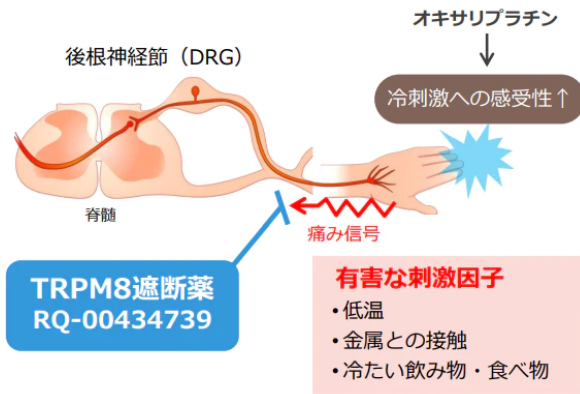 オキサリプラチン
後根神経節（DRG）
冷刺激への感受性↑
脊髄
痛み信号
TRPM8遮断薬
RQ-00434739
有害な刺激因子
•低温
•金属との接触
•冷たい飲み物・食べ物